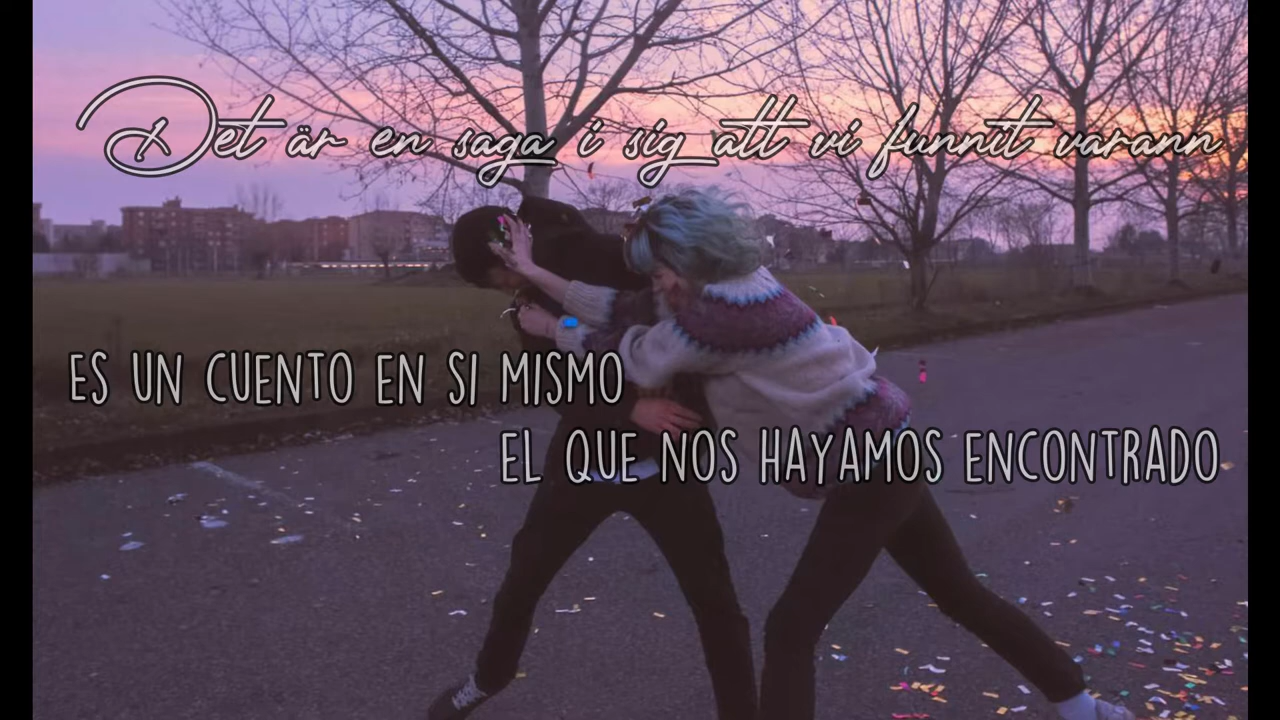 Det är en saga i sig att vi funnit varann
ES UN CUENTO EN SI MISMO
EL QUE NOS HAYAMOS ENCONTRADO